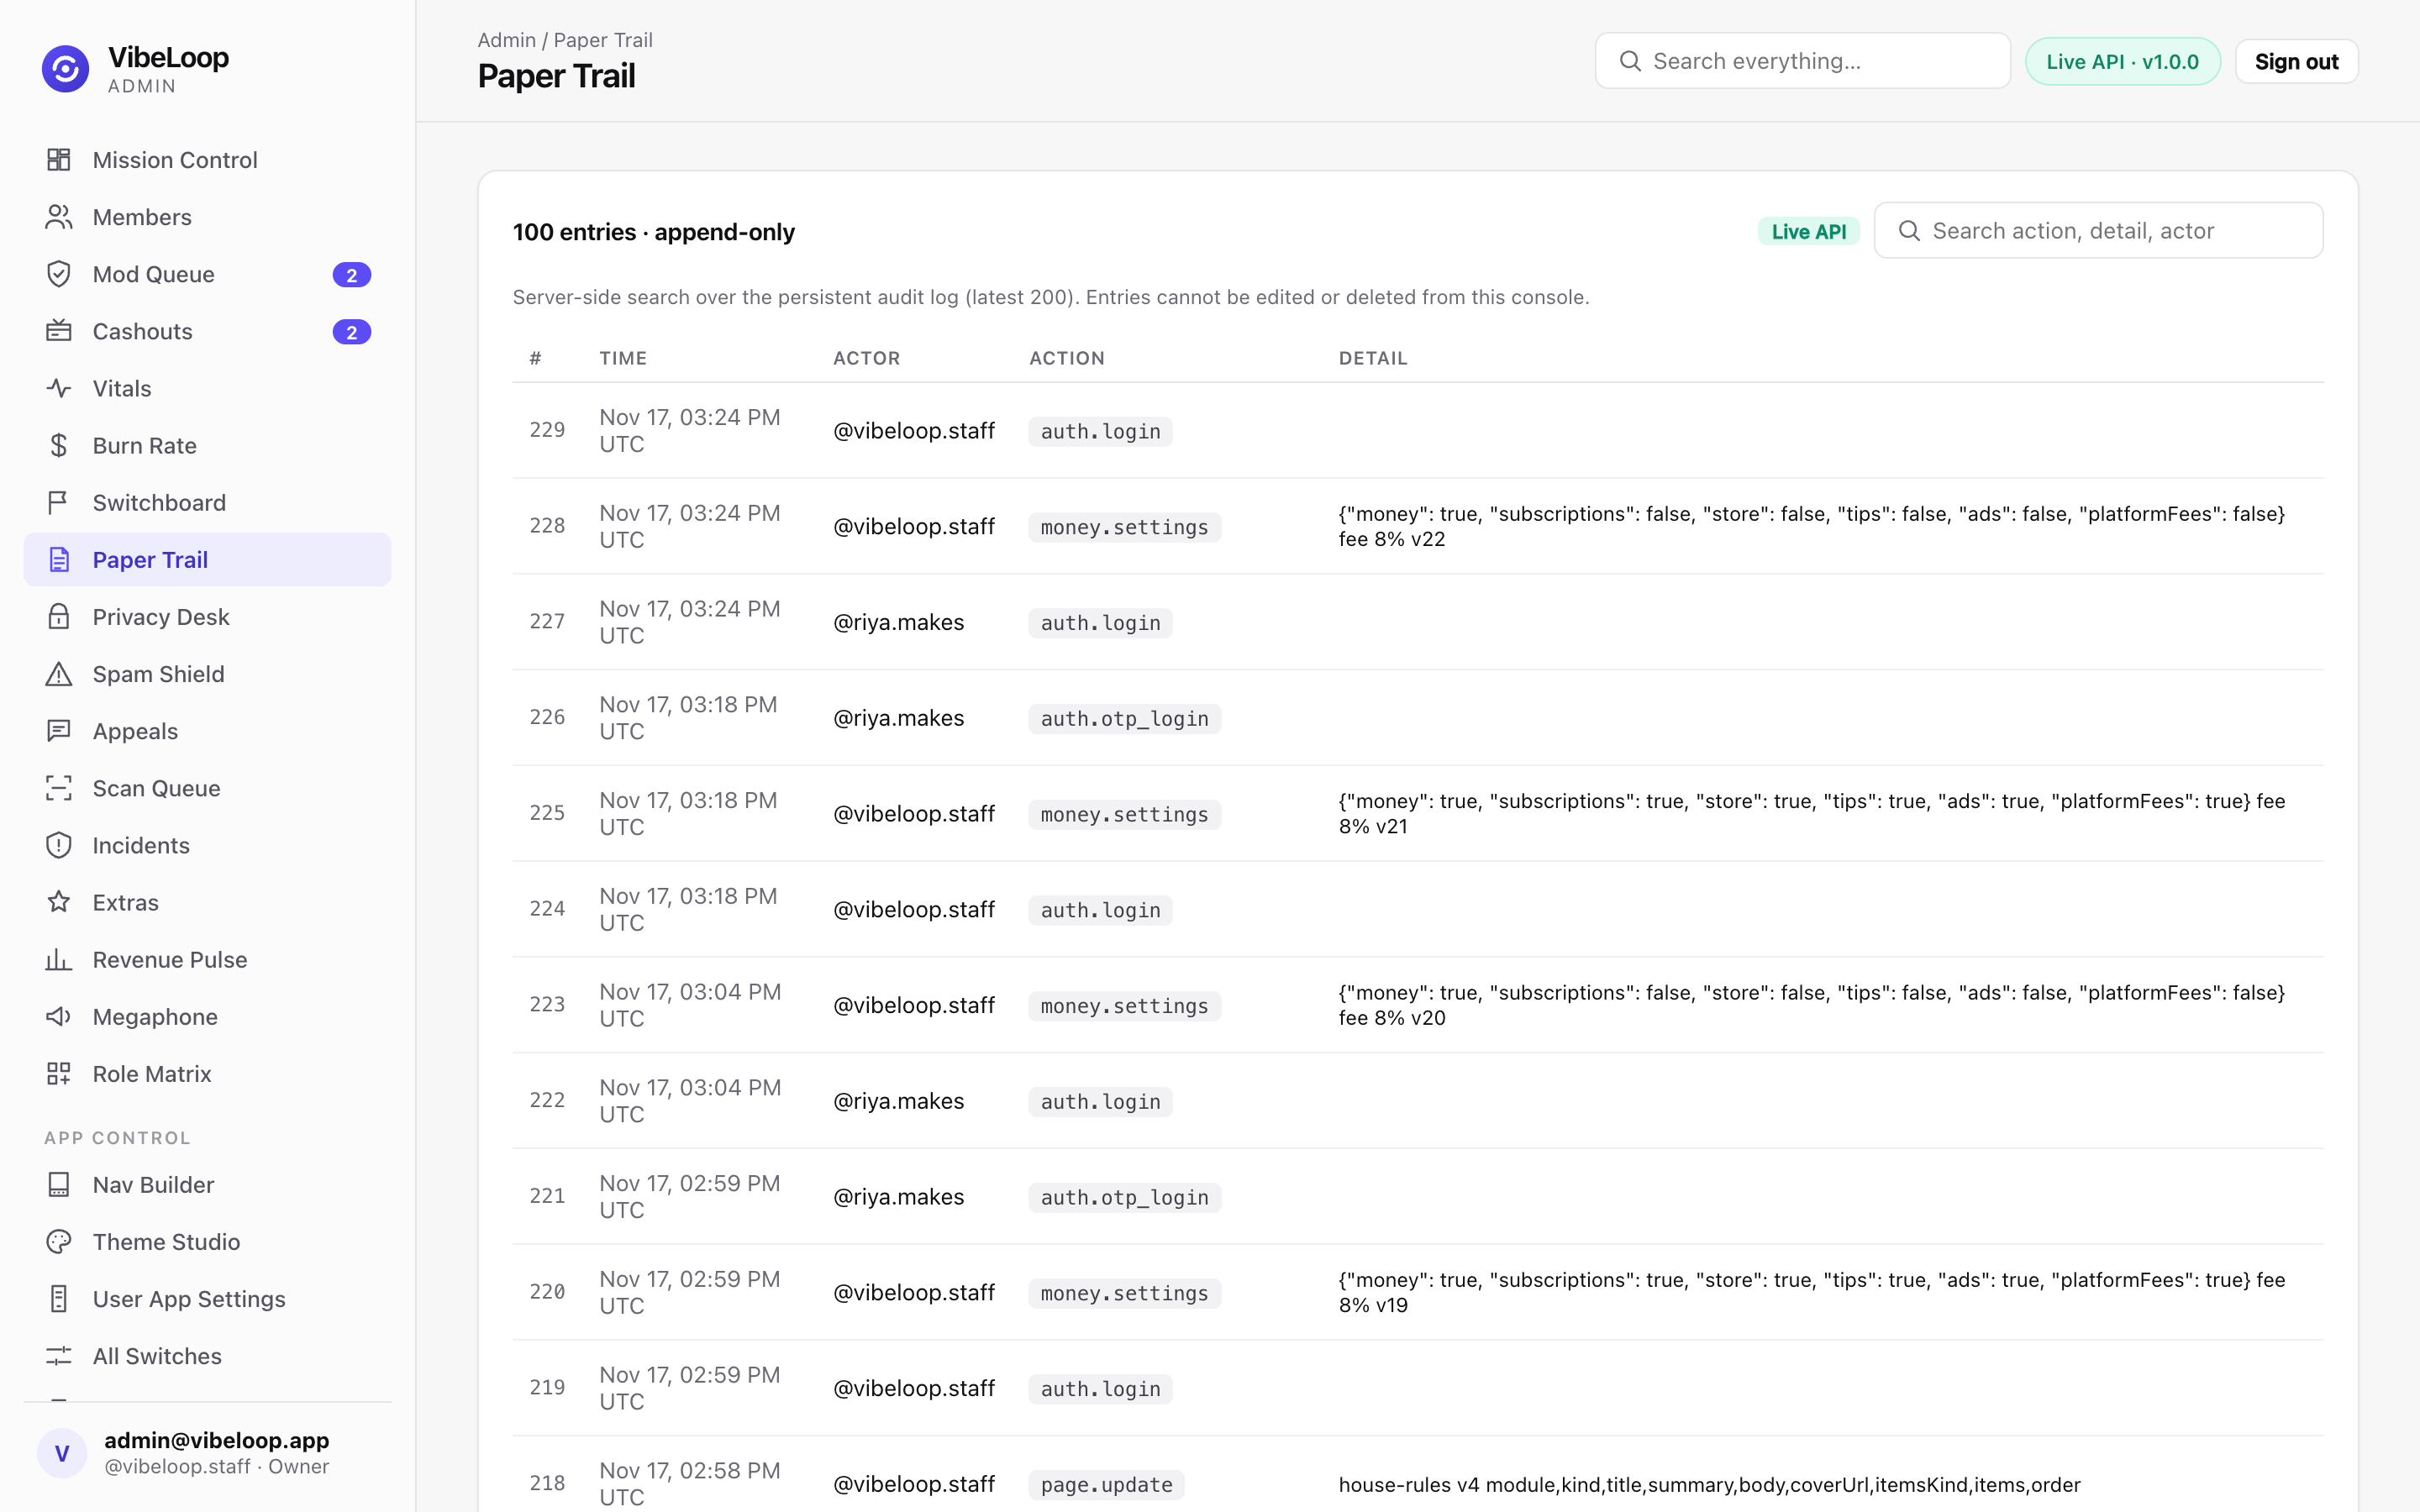 VibeLoop
ADMIN
Mission Control
Members
Mod Queue 2
Cashouts 2
Vitals
Burn Rate
Switchboard
Paper Trail
Privacy Desk
Spam Shield
Appeals
Scan Queue
Incidents
Extras
Revenue Pulse
Megaphone
Role Matrix
APP CONTROL
Nav Builder
Theme Studio
User App Settings
All Switches
V
admin@vibeloop.app
@vibeloop.staff · Owner
Admin / Paper Trail
Paper Trail
Search everything...
Live API · v1.0.0
Sign out
100 entries · append-only
Live API
Search action, detail, actor
Server-side search over the persistent audit log (latest 200). Entries cannot be edited or deleted from this console.
# TIME ACTOR ACTION DETAIL
229 Nov 17, 03:24 PM UTC @vibeloop.staff auth.login
228 Nov 17, 03:24 PM UTC @vibeloop.staff money.settings {"money": true, "subscriptions": false, "store": false, "tips": false, "ads": false, "platformFees": false}
fee 8% v22
227 Nov 17, 03:24 PM UTC @riya.makes auth.login
226 Nov 17, 03:18 PM UTC @riya.makes auth.otp_login
225 Nov 17, 03:18 PM UTC @vibeloop.staff money.settings {"money": true, "subscriptions": true, "store": true, "tips": true, "ads": true, "platformFees": true} fee
8% v21
224 Nov 17, 03:18 PM UTC @vibeloop.staff auth.login
223 Nov 17, 03:04 PM UTC @vibeloop.staff money.settings {"money": true, "subscriptions": false, "store": false, "tips": false, "ads": false, "platformFees": false}
fee 8% v20
222 Nov 17, 03:04 PM UTC @riya.makes auth.login
221 Nov 17, 02:59 PM UTC @riya.makes auth.otp_login
220 Nov 17, 02:59 PM UTC @vibeloop.staff money.settings {"money": true, "subscriptions": true, "store": true, "tips": true, "ads": true, "platformFees": true} fee
8% v19
219 Nov 17, 02:59 PM UTC @vibeloop.staff auth.login
218 Nov 17, 02:58 PM UTC @vibeloop.staff page.update house-rules v4 module,kind,title,summary,body,coverUrl,itemsKind,items,order